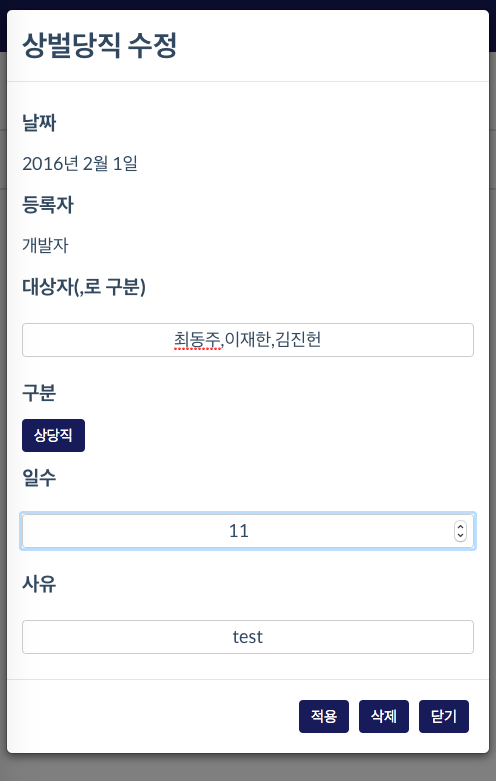 상벌당직 수정
날짜
2016년 2월 1일
등록자
개발자
대상자(,로 구분)
최동주,이재한,김진헌
구분
상당직
일수
11
사유
test
적용 삭제 닫기